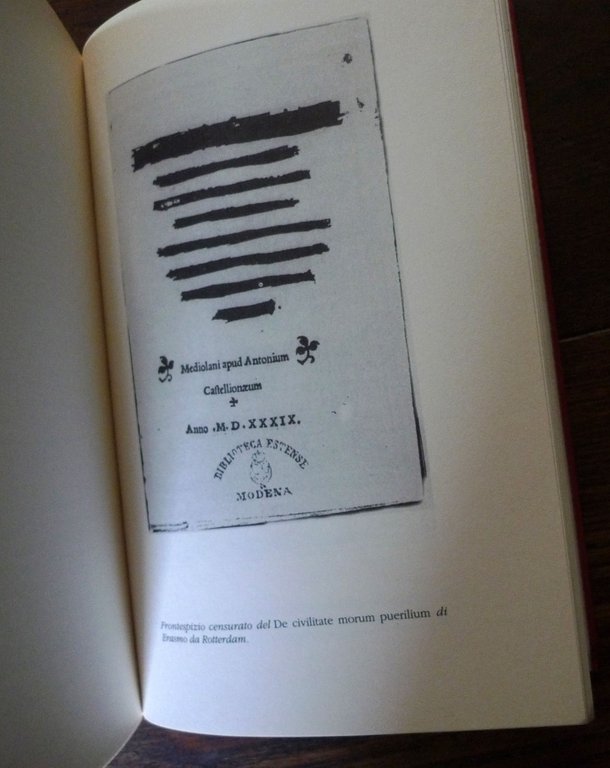 Mediolani apud Antonium
Castellionæum
Anno .M.D.XXXIX.
BIBLIOTECA ESTENSE
MODENA
Frontespizio censurato del De civilitate morum puerilium di
Erasmo da Rotterdam.